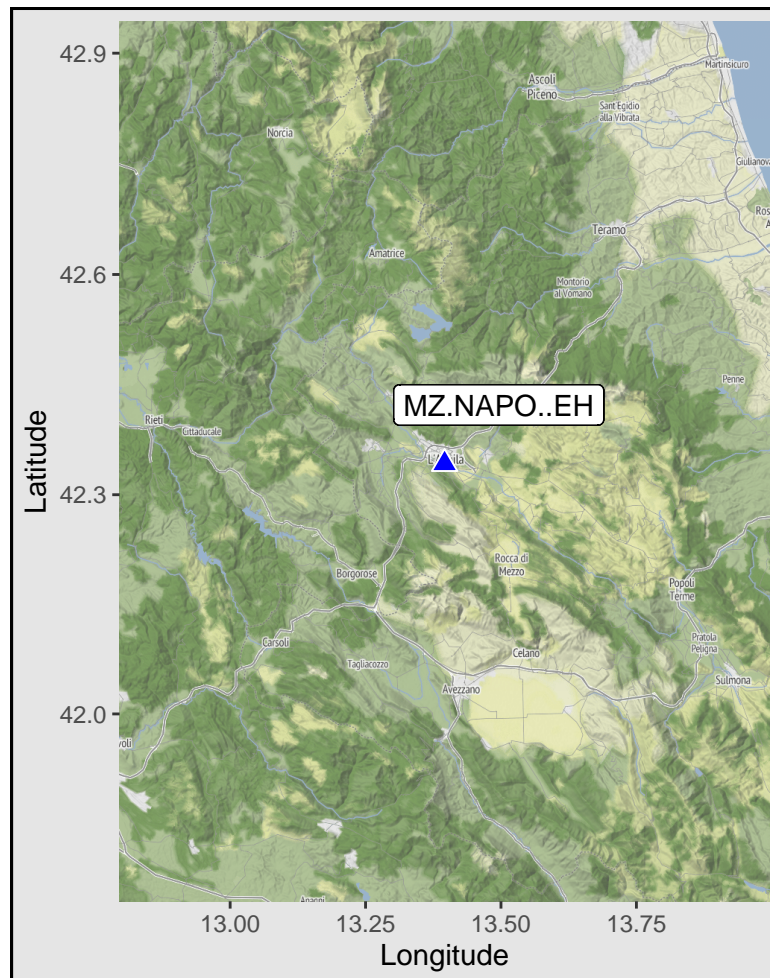 42.9
Martinsicuro
Ascoli
Piceno
Sant'Egidio
alla Vibrata
Norcia
Giulianova
Teramo
42.6
Amatrice
Montorio
al Vomano
Penne
MZ.NAPO..EH
Rieti
Cittaducale
Latitude
42.3
Rocca di
Mezzo
Borgorose
Popoli
Terme
Carsoli
Pratola
Peligna
Celano
Tagliacozzo
Sulmona
Avezzano
42.0
13.00
13.25
13.50
13.75
Longitude